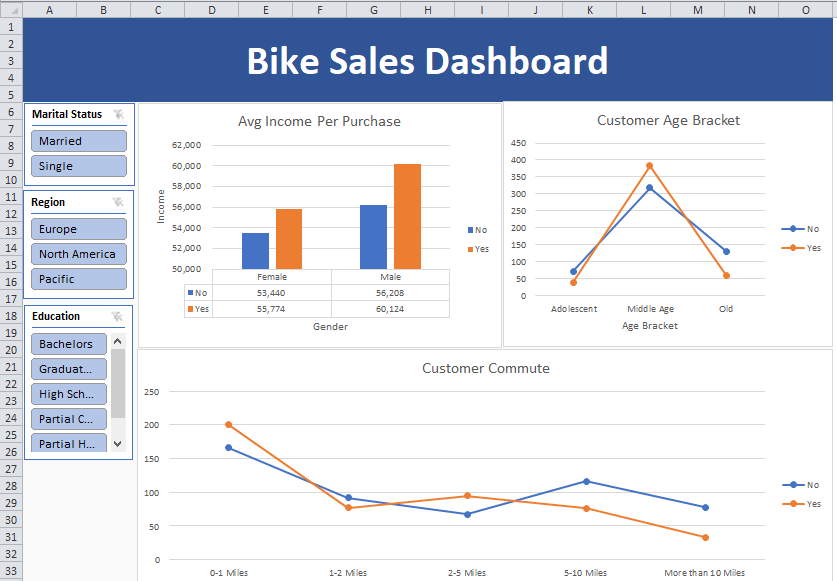 A B C D E F G H I J K L M N O
1
2
3
4
5
6
7
8
9
10
11
12
13
14
15
16
17
18
19
20
21
22
23
24
25
26
27
28
29
30
31
32
33
Bike Sales Dashboard
Marital Status
Married
Single
Region
Europe
North America
Pacific
Education
Bachelors
Graduat...
High Sch...
Partial C...
Partial H...
Avg Income Per Purchase
Income
62,000
60,000
58,000
56,000
54,000
52,000
50,000
Female Male
No 53,440 56,208
Yes 55,774 60,124
Gender
No
Yes
Customer Age Bracket
450
400
350
300
250
200
150
100
50
0
Adolescent Middle Age Old
Age Bracket
No
Yes
Customer Commute
250
200
150
100
50
0
0-1 Miles 1-2 Miles 2-5 Miles 5-10 Miles More than 10 Miles
No
Yes